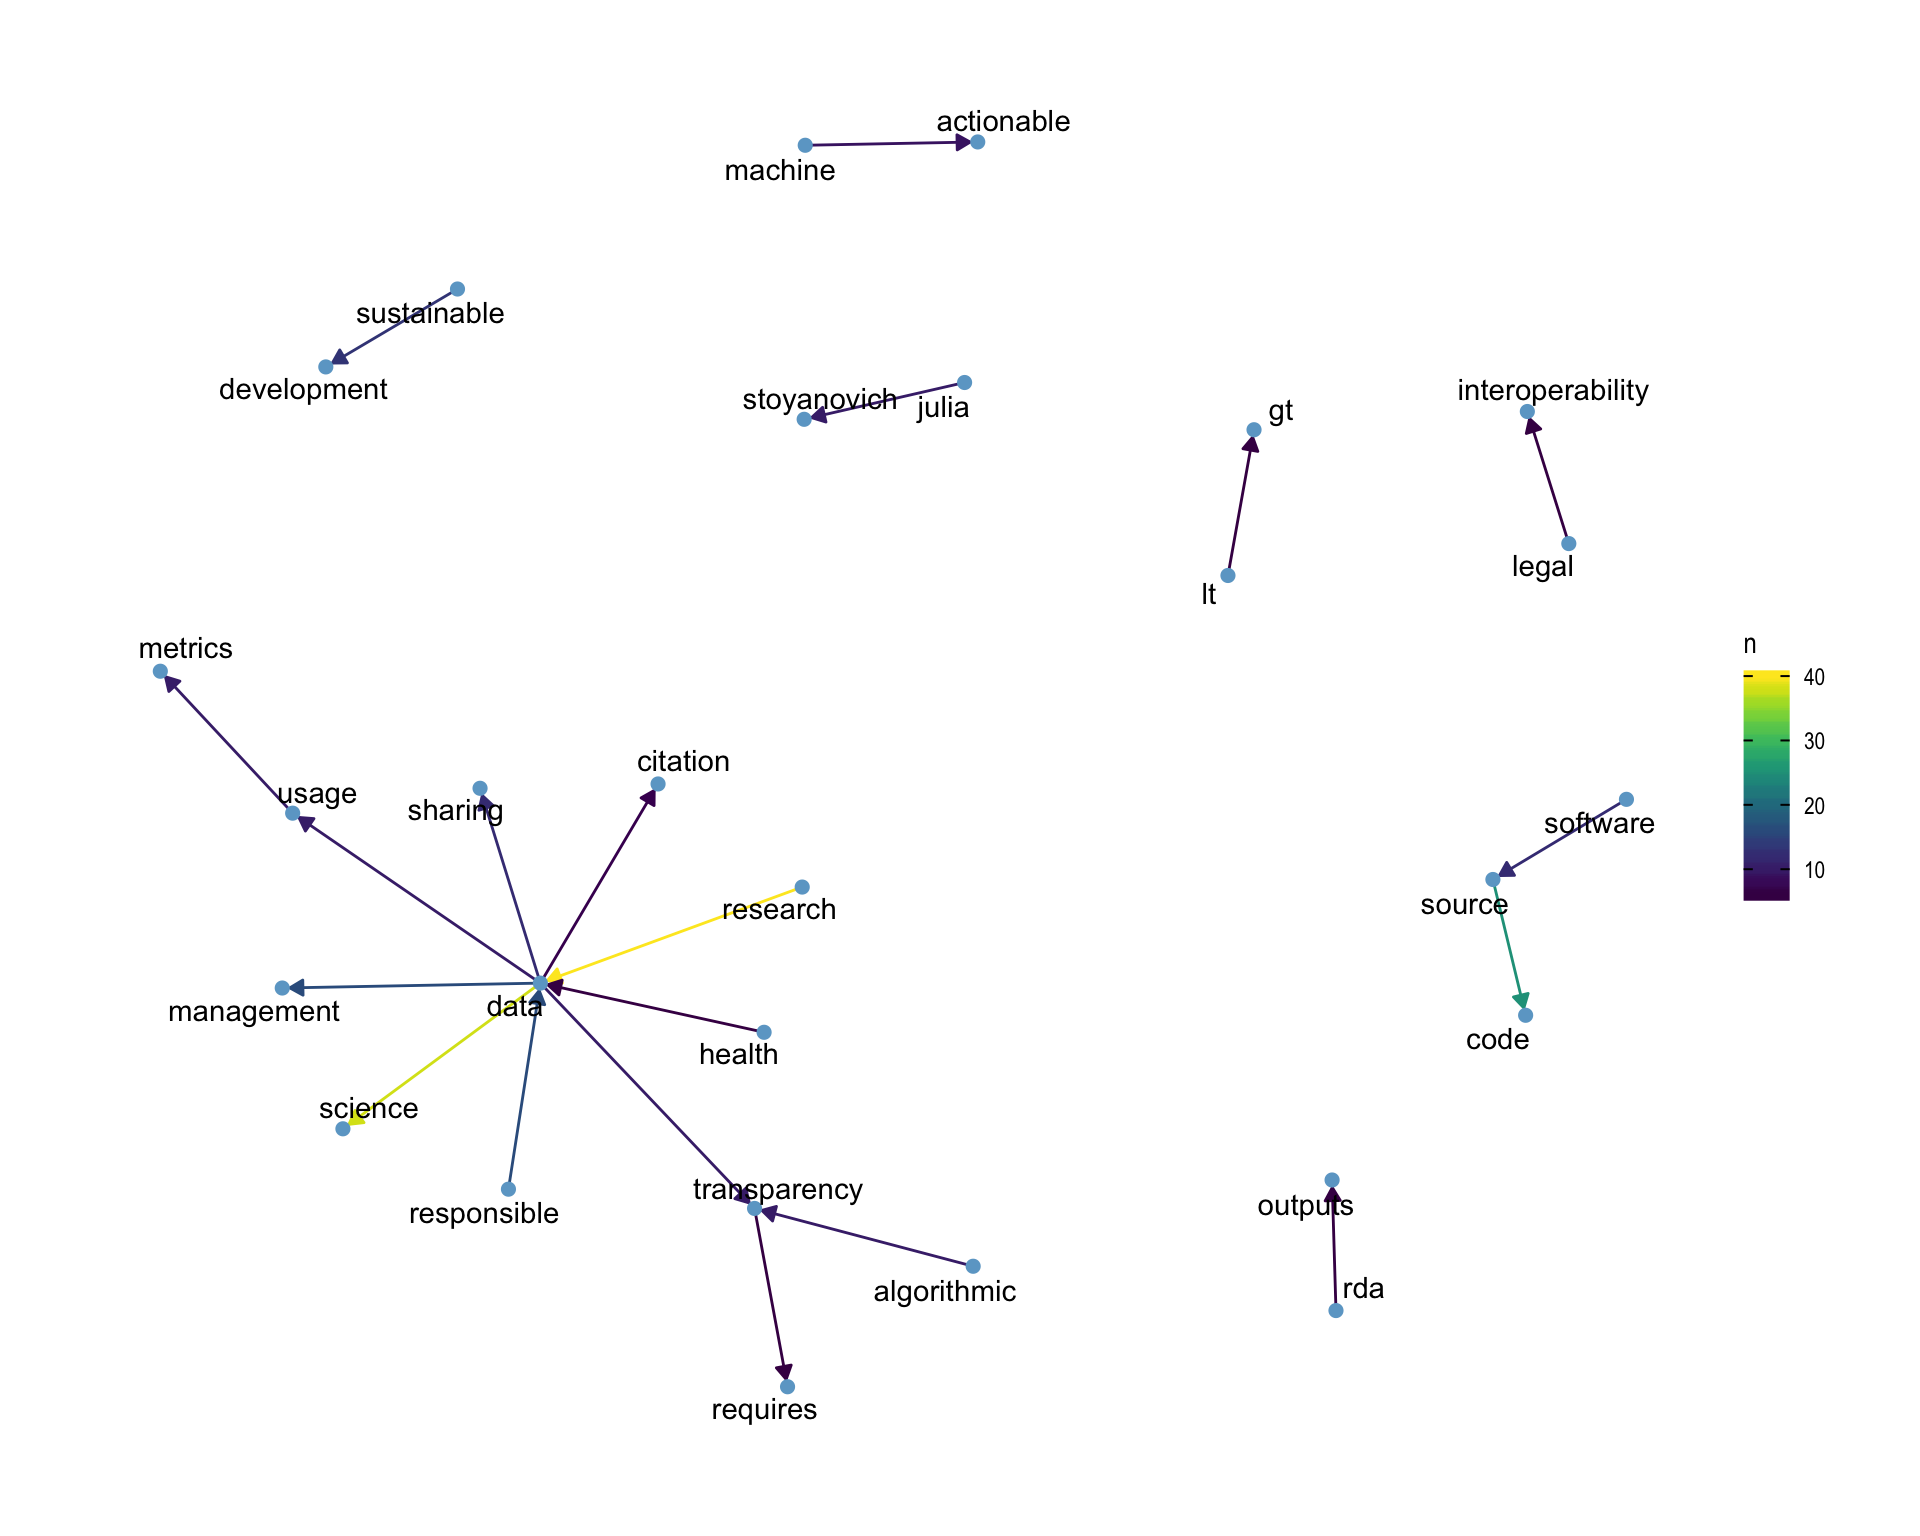 actionable
machine
sustainable
development
stoyanovich
julia
gt
interoperability
lt
legal
metrics
n
40
30
20
10
citation
usage
sharing
software
research
source
management
data
health
code
science
transparency
responsible
outputs
algorithmic
rda
requires